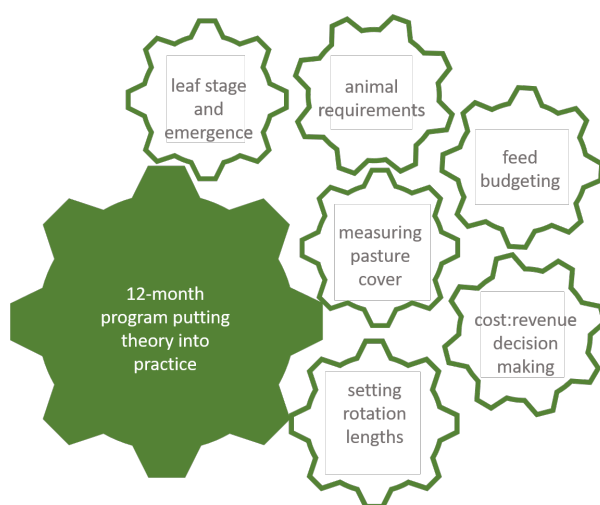 leaf stage
and
emergence
animal
requirements
feed
budgeting
measuring
pasture
cover
12-month
program putting
theory into
practice
cost:revenue
decision
making
setting
rotation
lengths